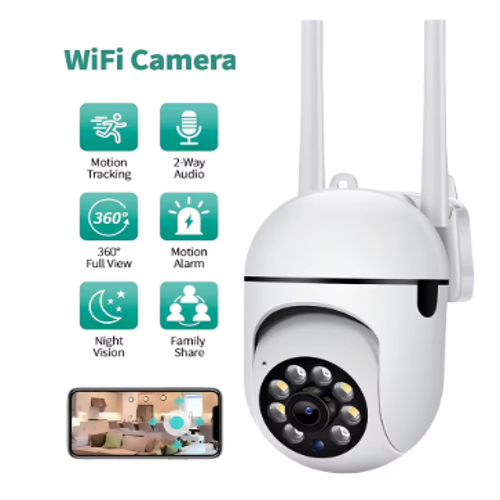 WiFi Camera
Motion
Tracking
2-Way
Audio
360°
360°
Full View
Motion
Alarm
Night
Vision
Family
Share